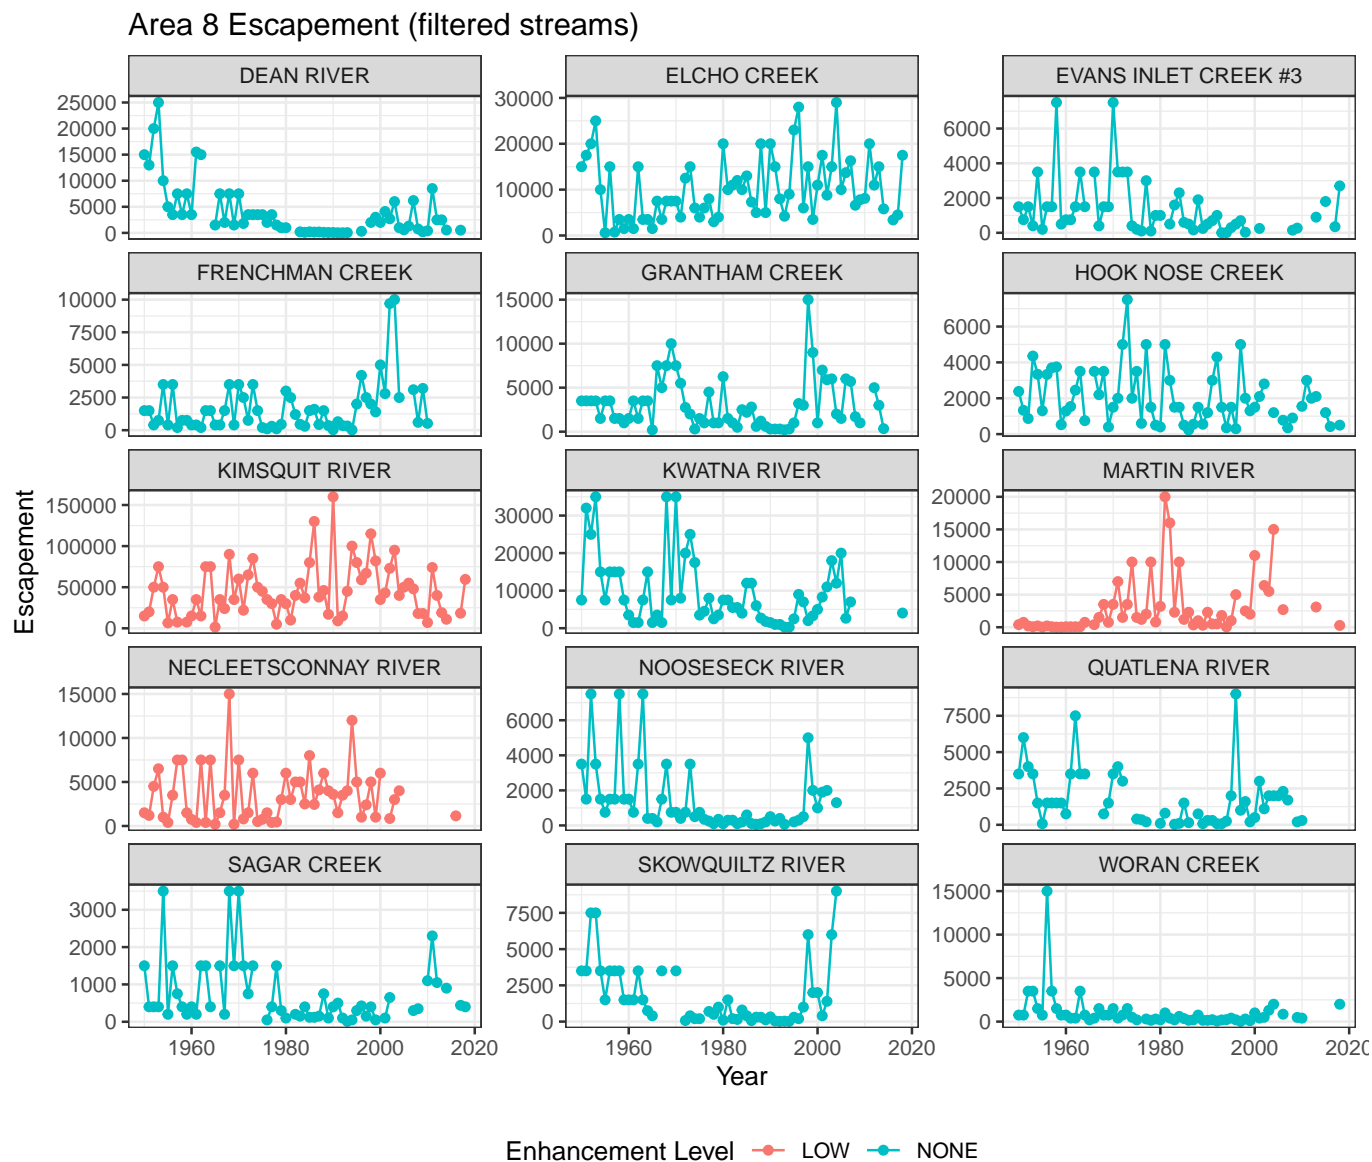 Area 8 Escapement (filtered streams)
DEAN RIVER
ELCHO CREEK
EVANS INLET CREEK #3
25000
20000
15000
10000
5000
0
30000
20000
10000
0
6000
4000
2000
0
FRENCHMAN CREEK
GRANTHAM CREEK
HOOK NOSE CREEK
10000
7500
5000
2500
0
15000
10000
5000
0
6000
4000
2000
0
KIMSQUIT RIVER
KWATNA RIVER
MARTIN RIVER
150000
100000
50000
0
30000
20000
10000
0
20000
15000
10000
5000
0
Escapement
NECLEETSCONNAY RIVER
NOOSESECK RIVER
QUATLENA RIVER
15000
10000
5000
0
6000
4000
2000
0
7500
5000
2500
0
SAGAR CREEK
SKOWQUILTZ RIVER
WORAN CREEK
3000
2000
1000
0
7500
5000
2500
0
15000
10000
5000
0
1960 1980 2000 2020
1960 1980 2000 2020
1960 1980 2000 2020
Year
Enhancement Level LOW NONE